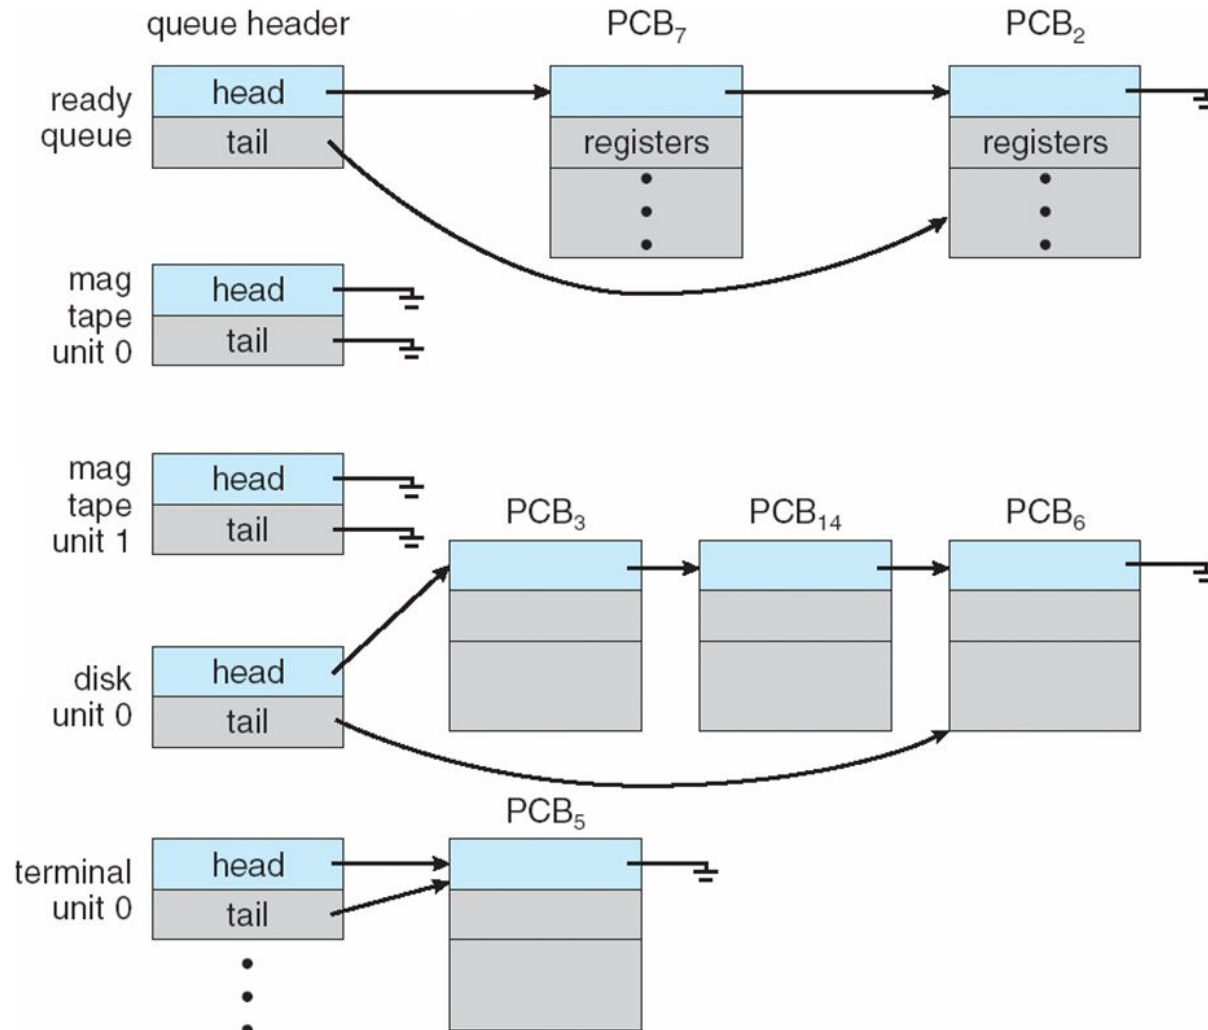 queue header
PCB₇
PCB₂
ready
queue
head
tail
registers
registers
mag
tape
unit 0
head
tail
mag
tape
unit 1
head
tail
PCB₃
PCB₁₄
PCB₆
disk
unit 0
head
tail
PCB₅
terminal
unit 0
head
tail